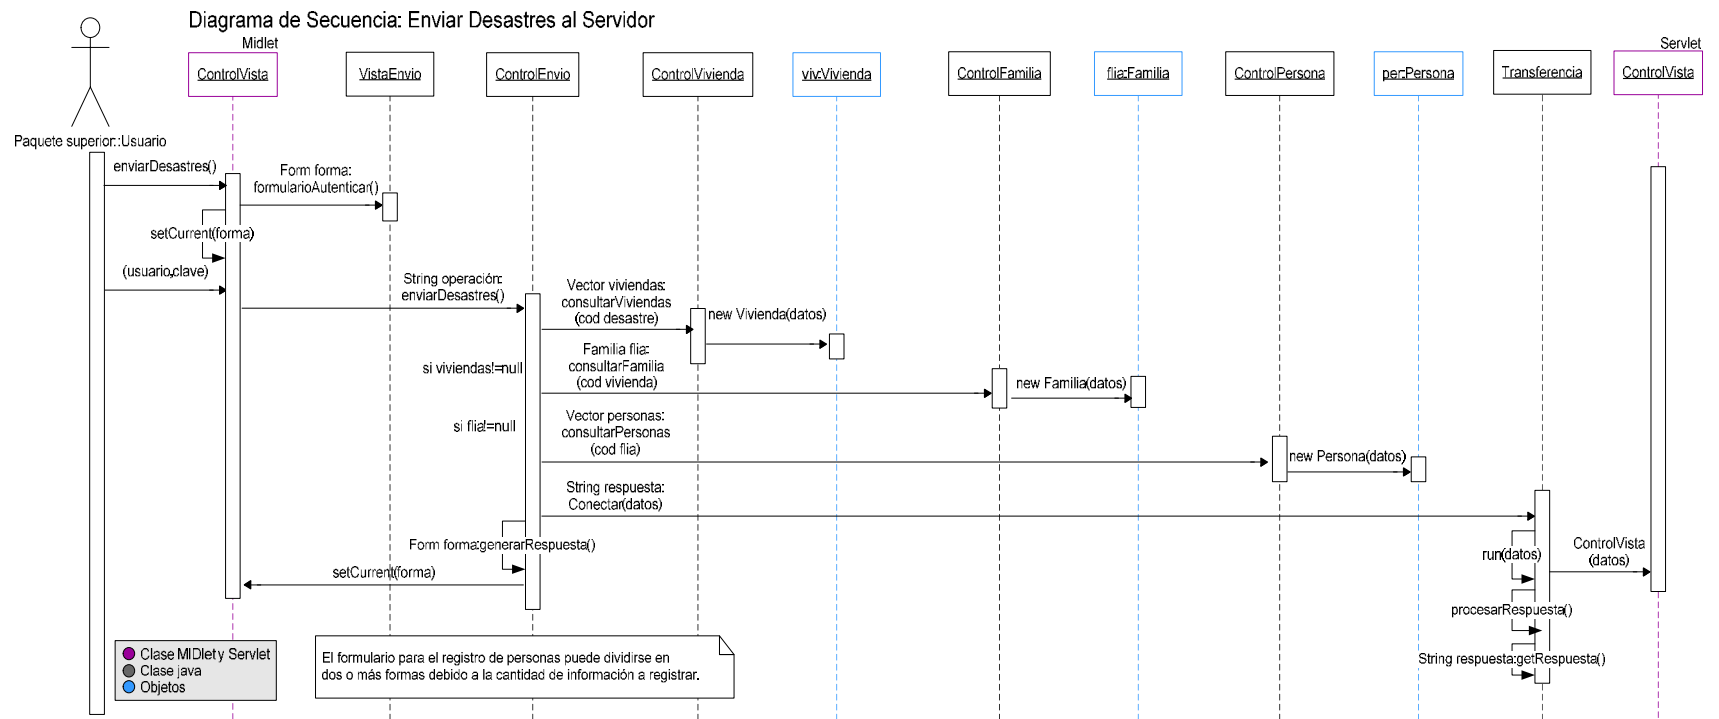 Diagrama de Secuencia: Enviar Desastres al Servidor
Midlet
Servlet
ControlVista
VistaEnvio
ControlEnvio
ControlVivienda
viv:Vivienda
ControlFamilia
flia:Familia
ControlPersona
per:Persona
Transferencia
ControlVista
Paquete superior::Usuario
enviarDesastres()
Form forma:
formularioAutenticar()
setCurrent(forma)
(usuario,clave)
String operación:
enviarDesastres()
Vector viviendas:
consultarViviendas
(cod desastre)
new Vivienda(datos)
si viviendas!=null
Familia flia:
consultarFamilia
(cod vivienda)
new Familia(datos)
si flia!=null
Vector personas:
consultarPersonas
(cod flia)
new Persona(datos)
String respuesta:
Conectar(datos)
Form forma:generarRespuesta()
setCurrent(forma)
run(datos)
ControlVista
(datos)
procesarRespuesta()
String respuesta:getRespuesta()
Clase MIDlet y Servlet
Clase java
Objetos
El formulario para el registro de personas puede dividirse en
dos o más formas debido a la cantidad de información a registrar.